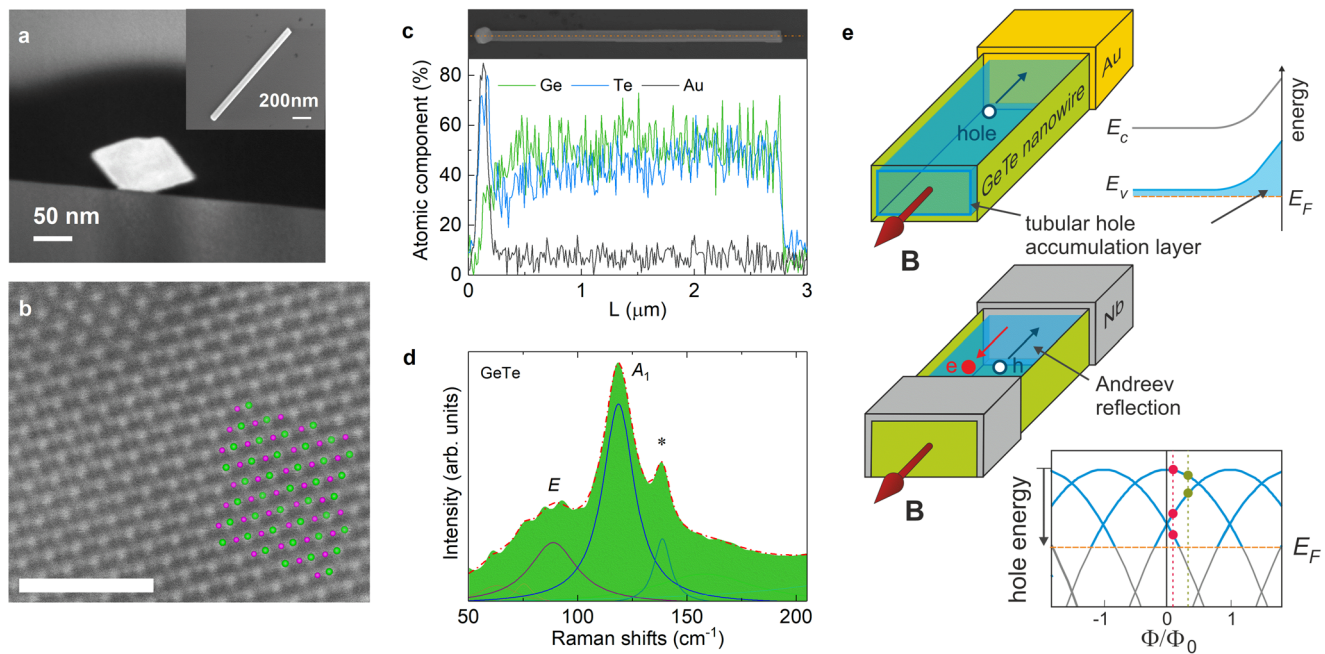 a
200nm
50 nm
b
c
Ge
Te
Au
Atomic component (%)
80
60
40
20
0
0
1
2
3
L (μm)
d
GeTe
A1
*
E
Intensity (arb. units)
50
100
150
200
Raman shifts (cm-1)
e
Au
hole
GeTe nanowire
B
tubular hole
accumulation layer
energy
Ec
Ev
EF
Nb
e
h
Andreev
reflection
B
hole energy
EF
-1
0
1
Φ/Φ0